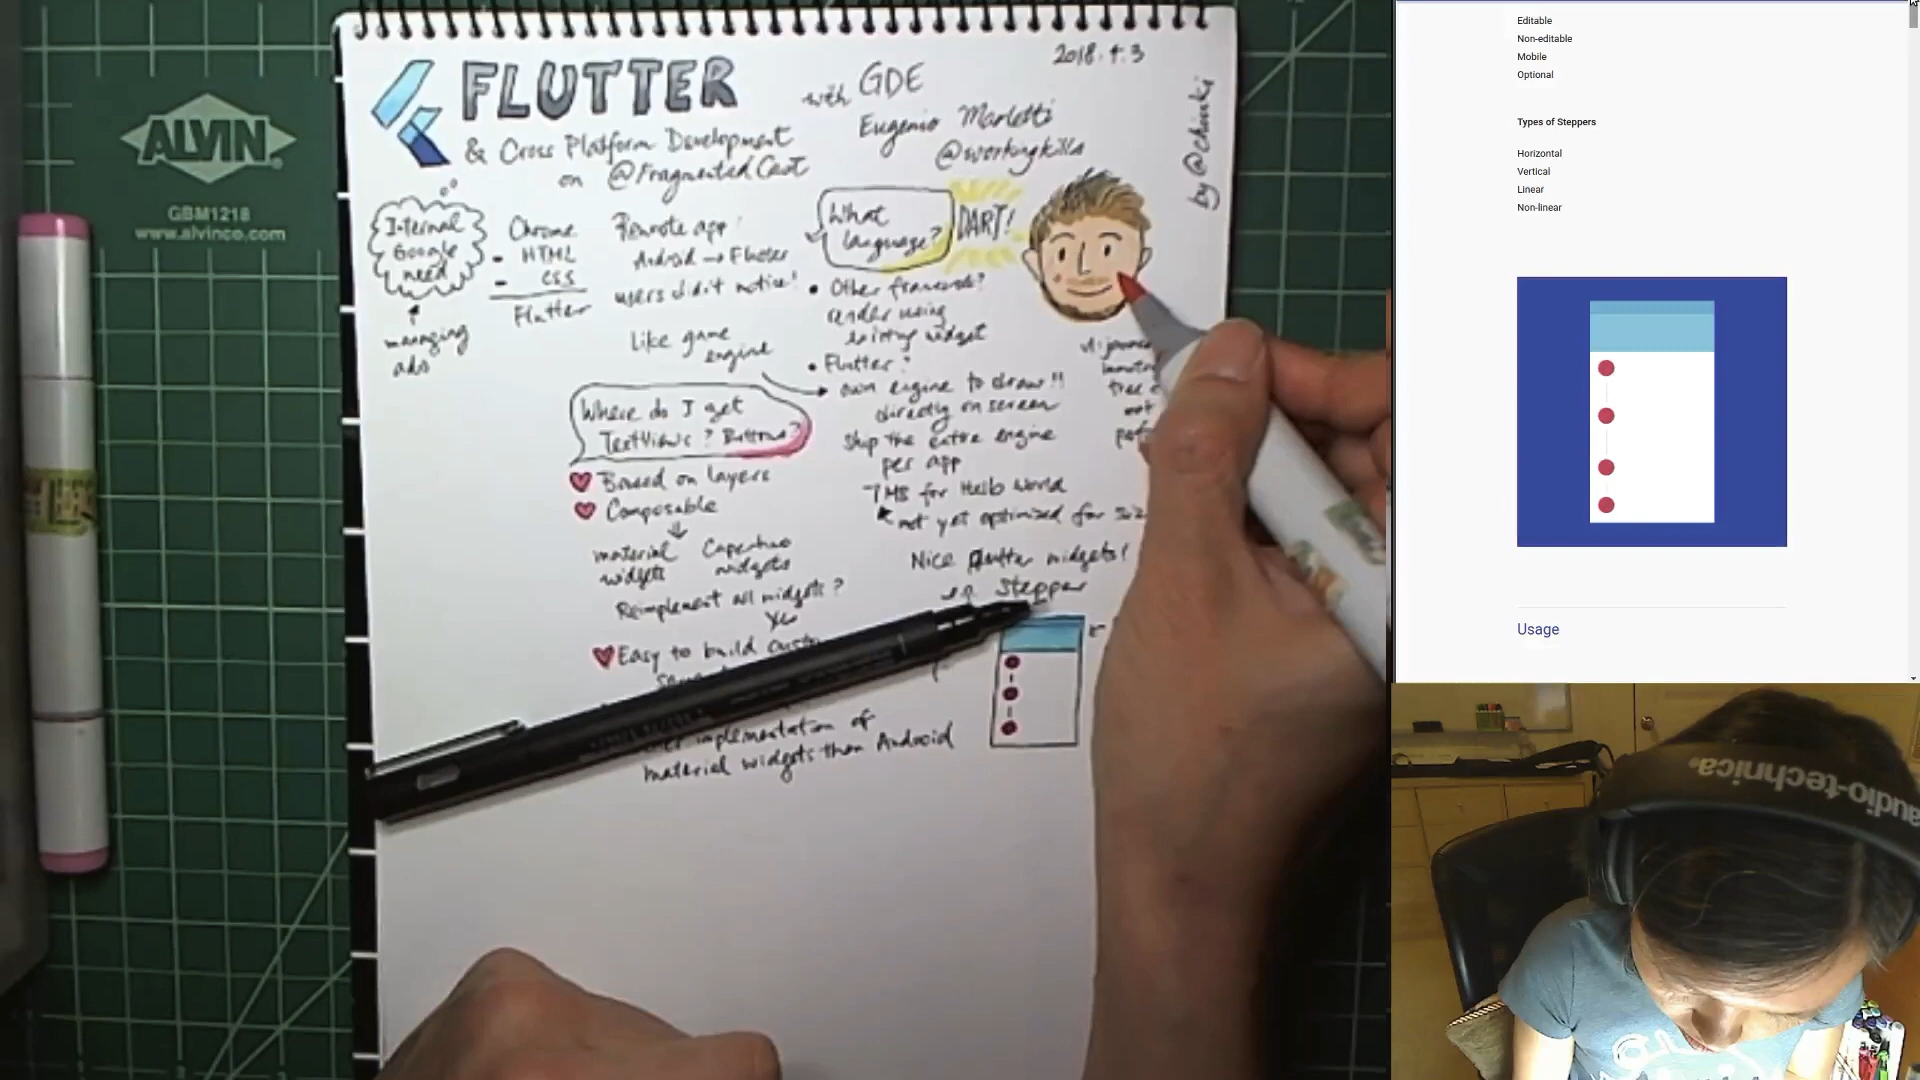 2018.4.3
FLUTTER
with GDE
Eugenio Marletti
@workingkills
& Cross Platform Development
on @FragmentedCast
by @chiuki
ALVIN
GBM1218
www.alvinco.com
Internal
Google
need
managing
ads
Chrome
- HTML
- CSS
Flutter
Remote app:
Android → Flutter
users didn't notice!
Like game
engine
What
language?
DART!
• Other framework?
render using
existing widget
• Flutter:
own engine to draw!!
directly on screen
ship the entire engine
per app
7MB for Hello World
not yet optimized for
Where do I get
TextViews? Buttons?
Based on layers
Composable
material
widgets
Cupertino
widgets
Reimplement all widgets?
Yes
Easy to build
implementation of
material widgets than Android
Nice Flutter widgets!
e.g. Stepper
Editable
Non-editable
Mobile
Optional
Types of Steppers
Horizontal
Vertical
Linear
Non-linear
Usage
audio-technica